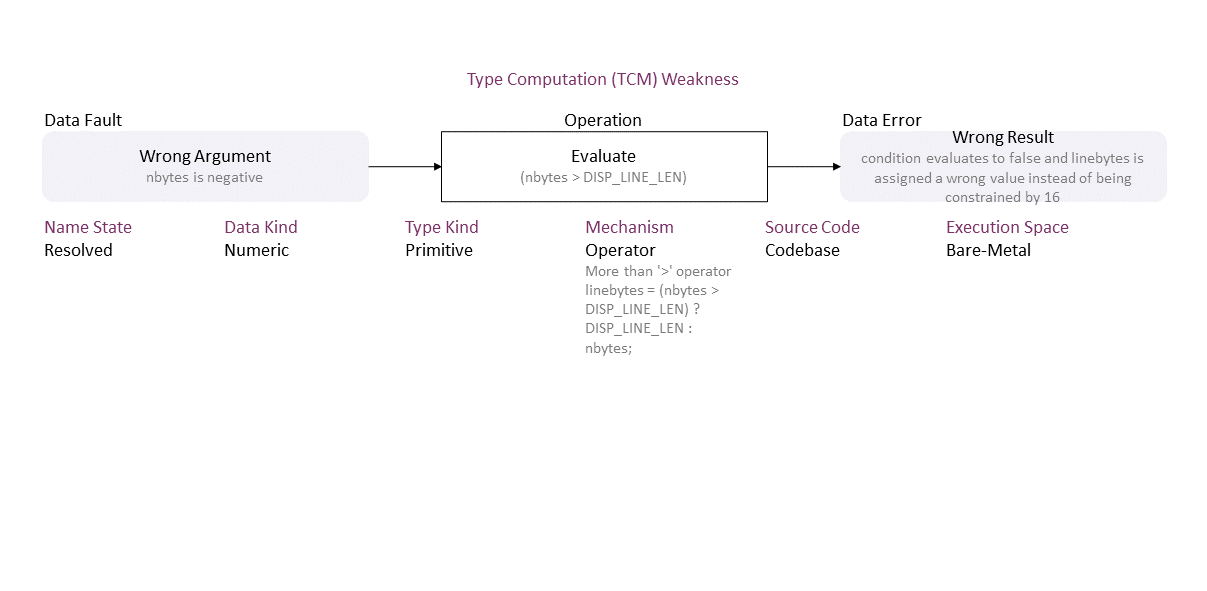 Type Computation (TCM) Weakness
Data Fault
Operation
Data Error
Wrong Argument
nbytes is negative
Evaluate
(nbytes > DISP_LINE_LEN)
Wrong Result
condition evaluates to false and linebytes is
assigned a wrong value instead of being
constrained by 16
Name State
Resolved
Data Kind
Numeric
Type Kind
Primitive
Mechanism
Operator
More than '>' operator
linebytes = (nbytes >
DISP_LINE_LEN) ?
DISP_LINE_LEN :
nbytes;
Source Code
Codebase
Execution Space
Bare-Metal